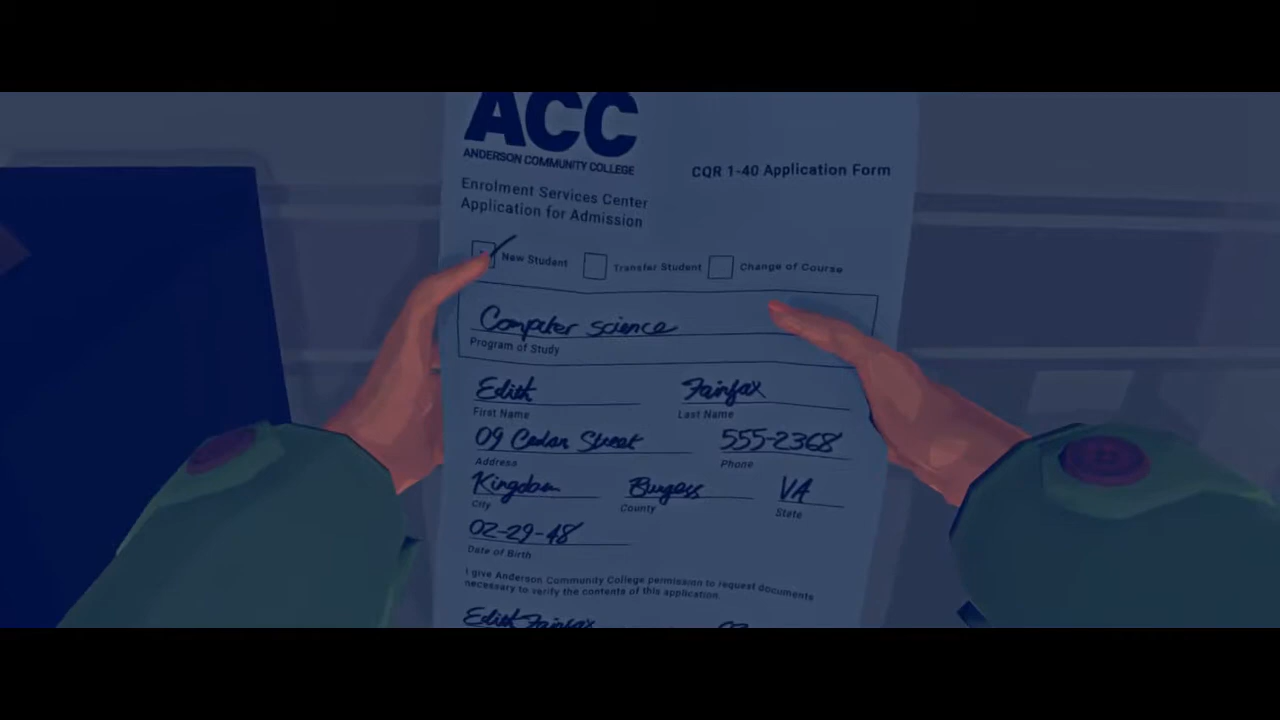 ACC
ANDERSON COMMUNITY COLLEGE
CQR 1-40 Application Form
Enrolment Services Center
Application for Admission
New Student Transfer Student Change of Course
Computer science
Program of Study
Edith Fairfax
First Name Last Name
09 Cedar Street 555-2368
Address Phone
Kingdom Burgess VA
City County State
02-29-48
Date of Birth
I give Anderson Community College permission to request documents
necessary to verify the contents of this application.
Edith Fairfax